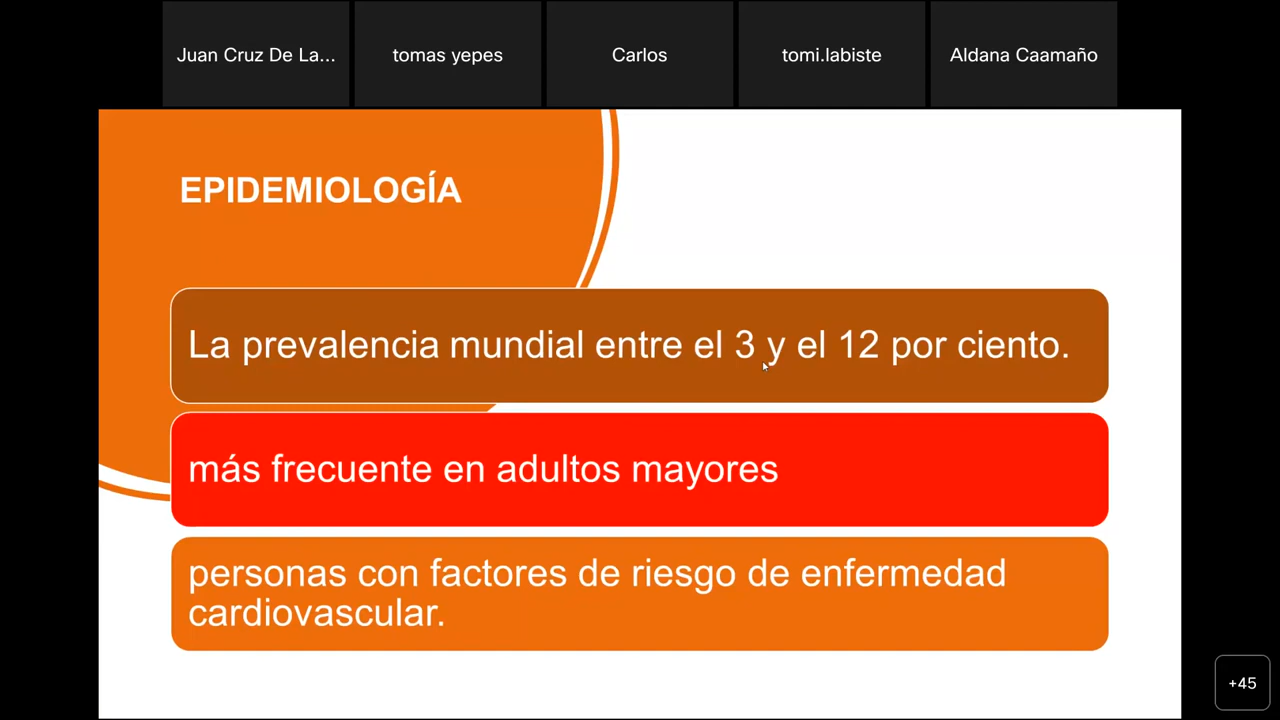 Juan Cruz De La...
tomas yepes
Carlos
tomi.labiste
Aldana Caamaño
EPIDEMIOLOGÍA
La prevalencia mundial entre el 3 y el 12 por ciento.
más frecuente en adultos mayores
personas con factores de riesgo de enfermedad
cardiovascular.
+45